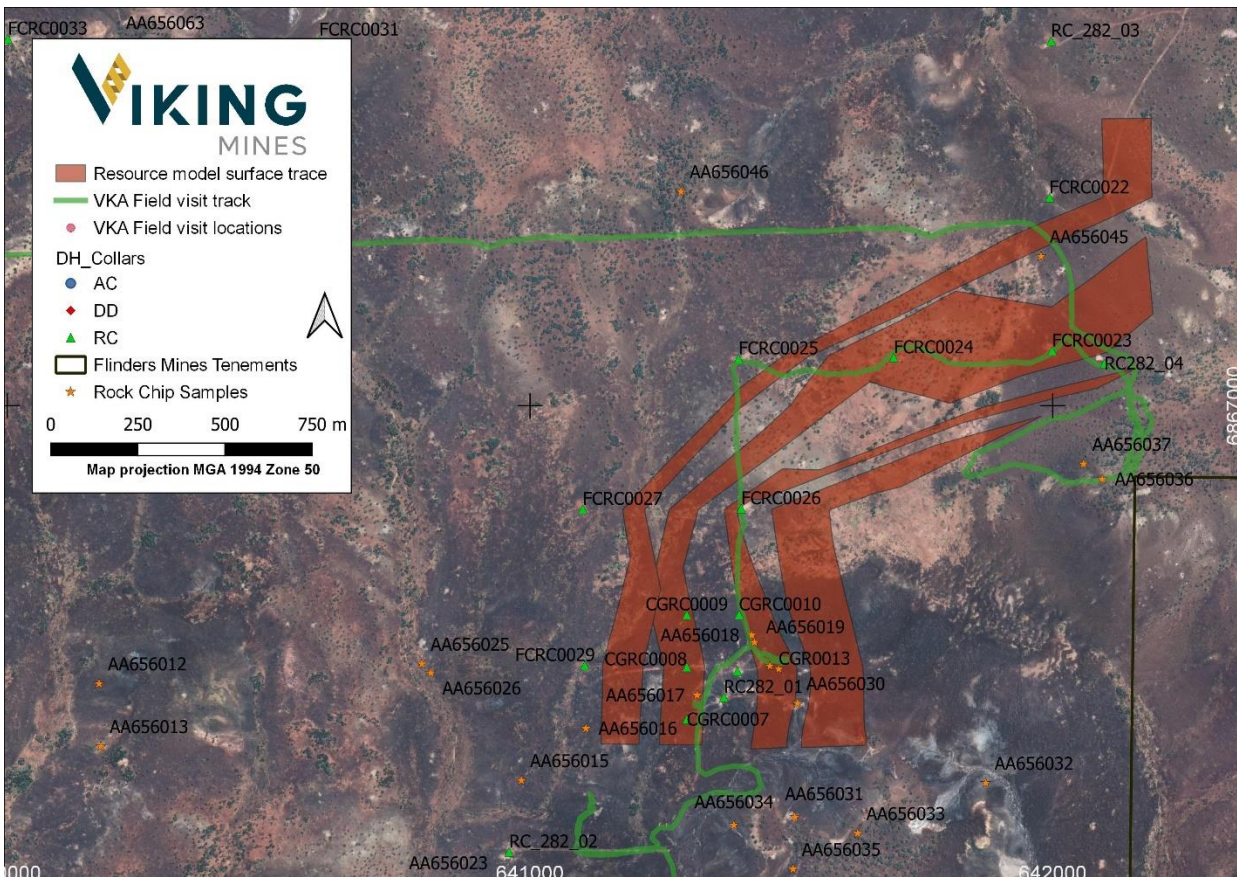 FCRC0033
AA656063
FCRC0031
RC_282_03
VIKING
MINES
Resource model surface trace
VKA Field visit track
VKA Field visit locations
DH_Collars
AC
DD
RC
Flinders Mines Tenements
Rock Chip Samples
0 250 500 750 m
Map projection MGA 1994 Zone 50
AA656046
FCRC0022
AA656045
FCRC0025
FCRC0024
FCRC0023
RC282_04
6867000
AA656037
AA656036
FCRC0027
FCRC0026
CGRC0009
CGRC0010
AA656018
AA656019
AA656025
FCRC0029
CGRC0008
CGR0013
AA656012
AA656026
AA656017
RC282_01
AA656030
AA656013
AA656016
CGRC0007
AA656015
AA656032
AA656034
AA656031
AA656033
RC_282_02
AA656035
AA656023
0000
641000
642000